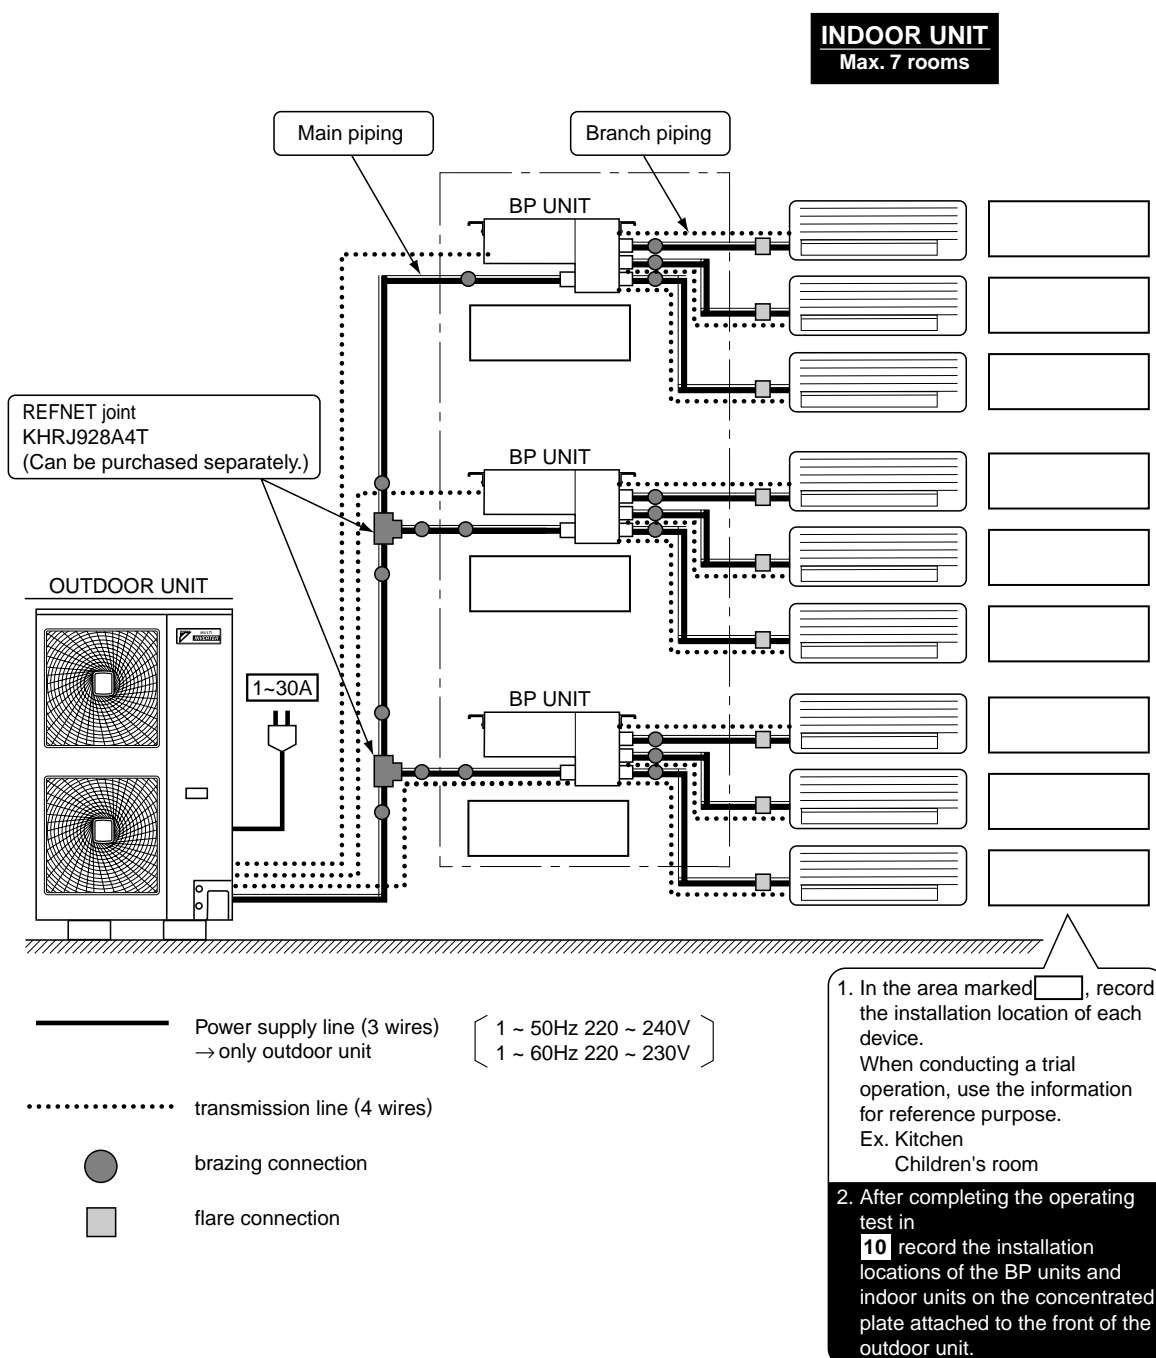 INDOOR UNIT
Max. 7 rooms
Main piping
Branch piping
BP UNIT
REFNET joint
KHRJ928A4T
(Can be purchased separately.)
BP UNIT
OUTDOOR UNIT
MULTI
INVERTER
1~30A
BP UNIT
1. In the area marked , record
the installation location of each
device.
When conducting a trial
operation, use the information
for reference purpose.
Ex. Kitchen
Children's room
2. After completing the operating
test in
10 record the installation
locations of the BP units and
indoor units on the concentrated
plate attached to the front of the
outdoor unit.
Power supply line (3 wires)
→ only outdoor unit
1 ~ 50Hz 220 ~ 240V
1 ~ 60Hz 220 ~ 230V
transmission line (4 wires)
brazing connection
flare connection